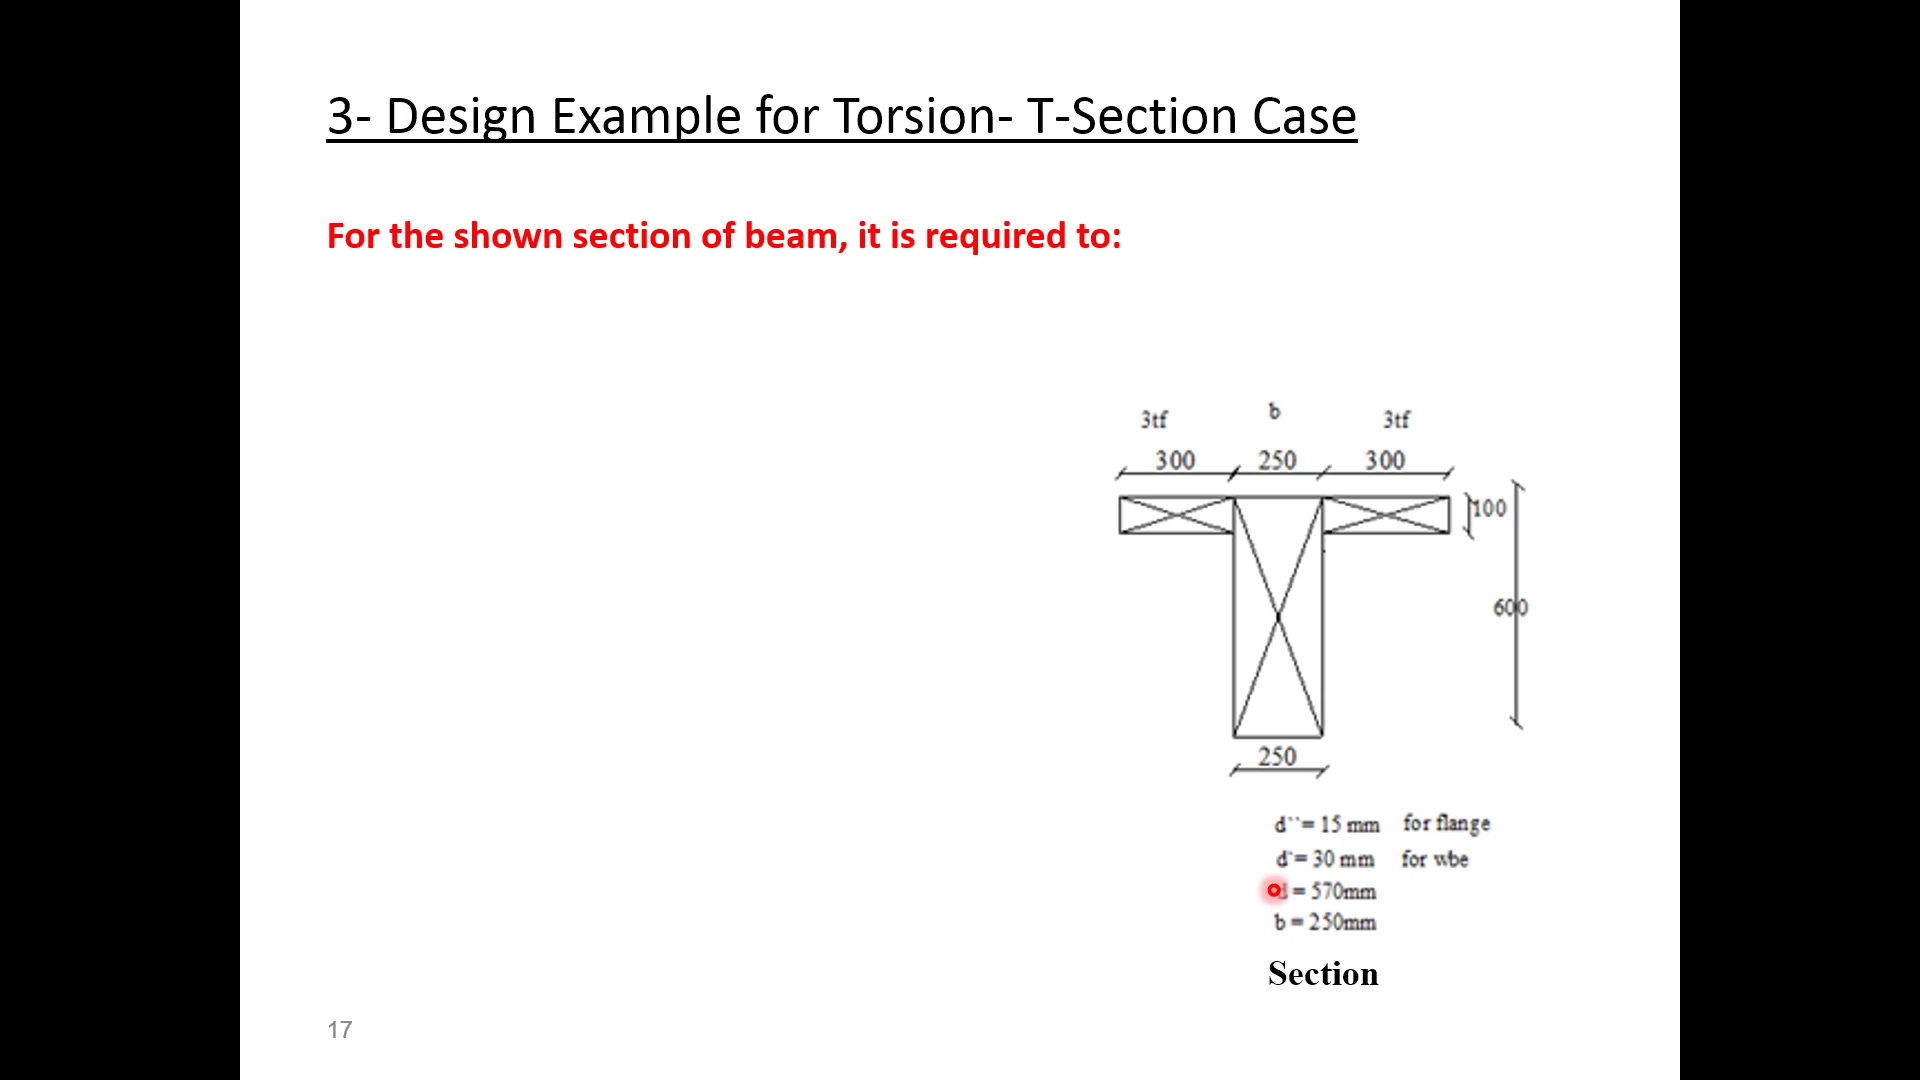 3- Design Example for Torsion- T-Section Case
For the shown section of beam, it is required to:
3tf b 3tf
300 250 300
100
600
250
d``= 15 mm for flange
d`= 30 mm for wbe
= 570mm
b = 250mm
Section
17